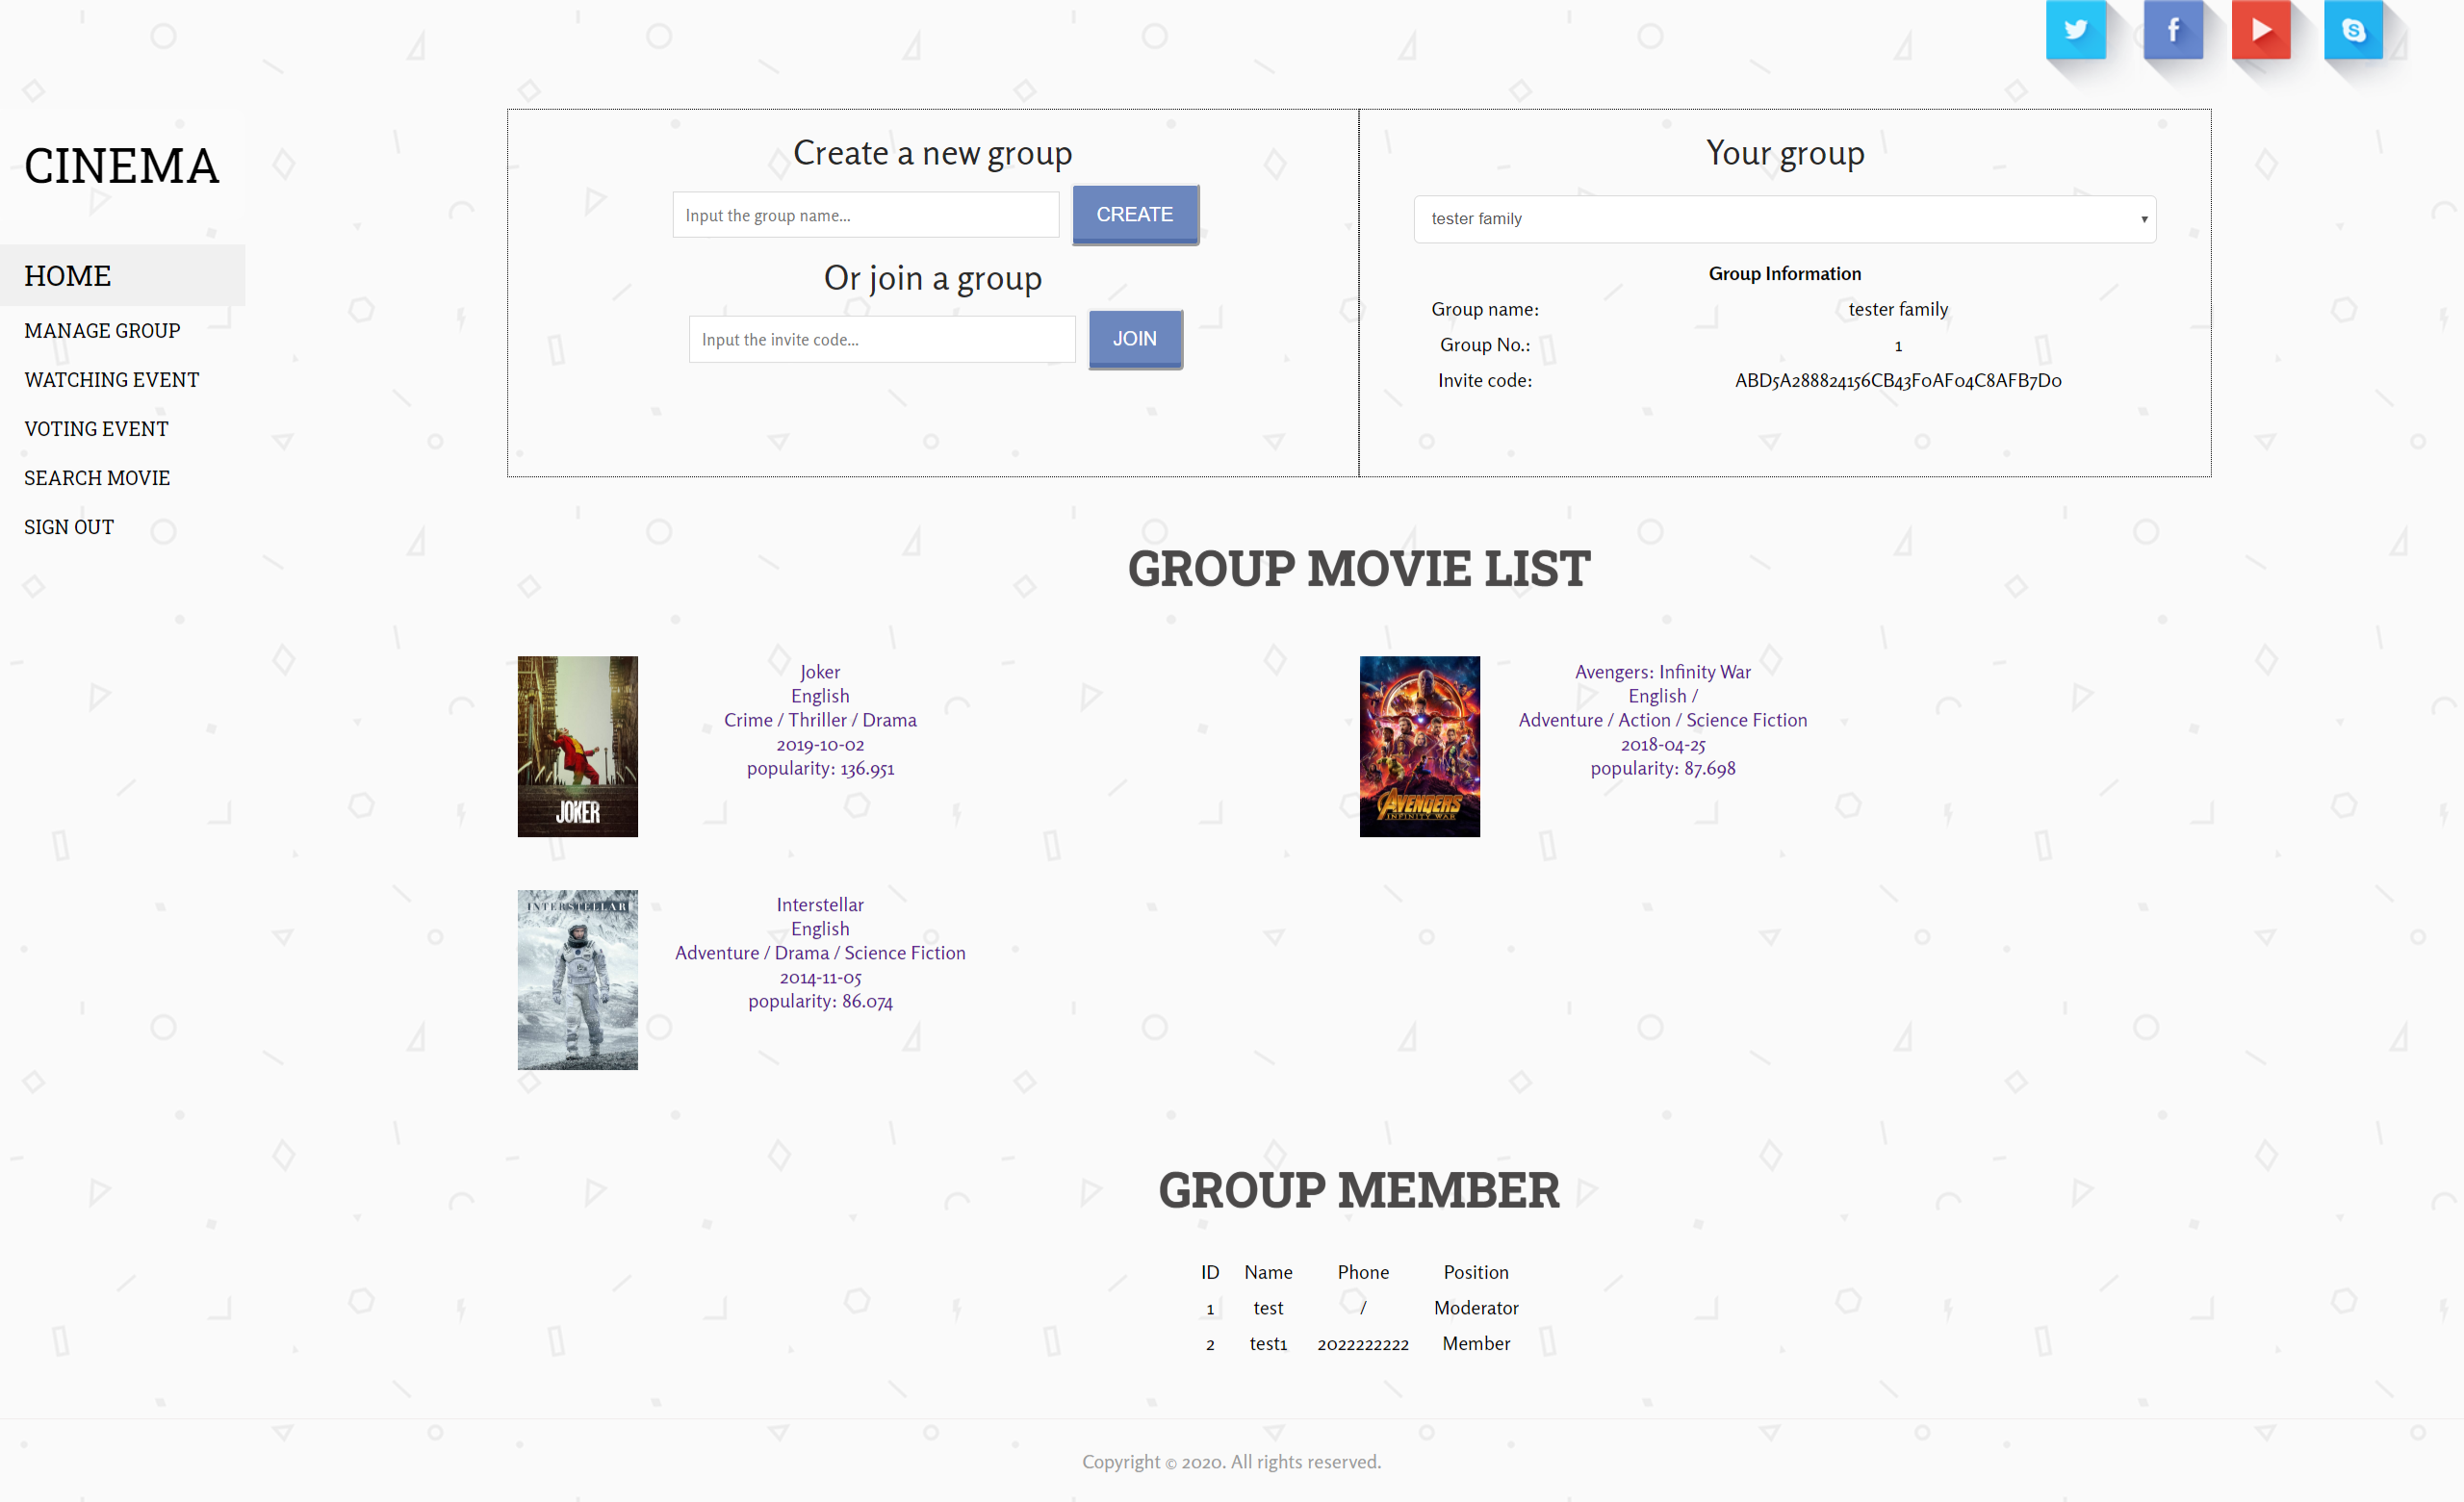 CINEMA
HOME
MANAGE GROUP
WATCHING EVENT
VOTING EVENT
SEARCH MOVIE
SIGN OUT
Create a new group
Input the group name...
CREATE
Or join a group
Input the invite code...
JOIN
Your group
tester family
Group Information
Group name: tester family
Group No.: 1
Invite code: ABD5A288824156CB43F0AF04C8AFB7D0
GROUP MOVIE LIST
JOKER
Joker
English
Crime / Thriller / Drama
2019-10-02
popularity: 136.951
AVENGERS
INFINITY WAR
Avengers: Infinity War
English /
Adventure / Action / Science Fiction
2018-04-25
popularity: 87.698
INTERSTELLAR
Interstellar
English
Adventure / Drama / Science Fiction
2014-11-05
popularity: 86.074
GROUP MEMBER
ID Name Phone Position
1 test / Moderator
2 test1 2022222222 Member
Copyright © 2020. All rights reserved.